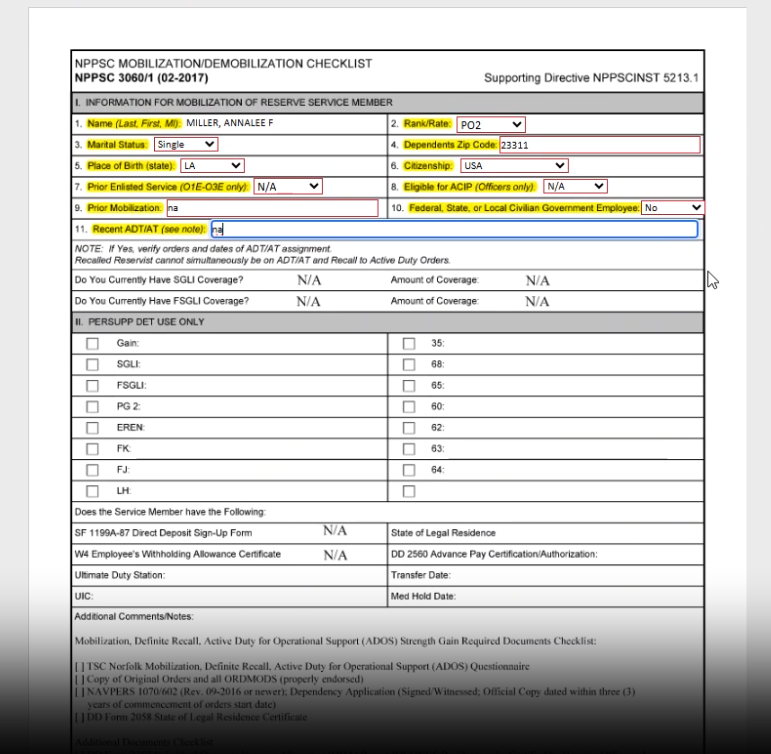 NPPSC MOBILIZATION/DEMOBILIZATION CHECKLIST
NPPSC 3060/1 (02-2017) Supporting Directive NPPSCINST 5213.1
I. INFORMATION FOR MOBILIZATION OF RESERVE SERVICE MEMBER
1. Name (Last, First, MI): MILLER, ANNALEE F 2. Rank/Rate: PO2
3. Marital Status: Single 4. Dependents Zip Code: 23311
5. Place of Birth (state): LA 6. Citizenship: USA
7. Prior Enlisted Service (O1E-O3E only): N/A 8. Eligible for ACIP (Officers only): N/A
9. Prior Mobilization: na 10. Federal, State, or Local Civilian Government Employee: No
11. Recent ADT/AT (see note): na
NOTE: If Yes, verify orders and dates of ADT/AT assignment.
Recalled Reservist cannot simultaneously be on ADT/AT and Recall to Active Duty Orders.
Do You Currently Have SGLI Coverage? N/A Amount of Coverage: N/A
Do You Currently Have FSGLI Coverage? N/A Amount of Coverage: N/A
II. PERSUPP DET USE ONLY
Gain: 35:
SGLI: 68:
FSGLI: 65:
PG 2: 60:
EREN: 62:
FK: 63:
FJ: 64:
LH:
Does the Service Member have the Following:
SF 1199A-87 Direct Deposit Sign-Up Form N/A State of Legal Residence
W4 Employee's Withholding Allowance Certificate N/A DD 2560 Advance Pay Certification/Authorization:
Ultimate Duty Station: Transfer Date:
UIC: Med Hold Date:
Additional Comments/Notes:
Mobilization, Definite Recall, Active Duty for Operational Support (ADOS) Strength Gain Required Documents Checklist:
[ ] TSC Norfolk Mobilization, Definite Recall, Active Duty for Operational Support (ADOS) Questionnaire
[ ] Copy of Original Orders and all ORDMODS (properly endorsed)
[ ] NAVPERS 1070/602 (Rev. 09-2016 or newer); Dependency Application (Signed/Witnessed; Official Copy dated within three (3)
years of commencement of orders start date)
[ ] DD Form 2058 State of Legal Residence Certificate
Additional Documents Checklist